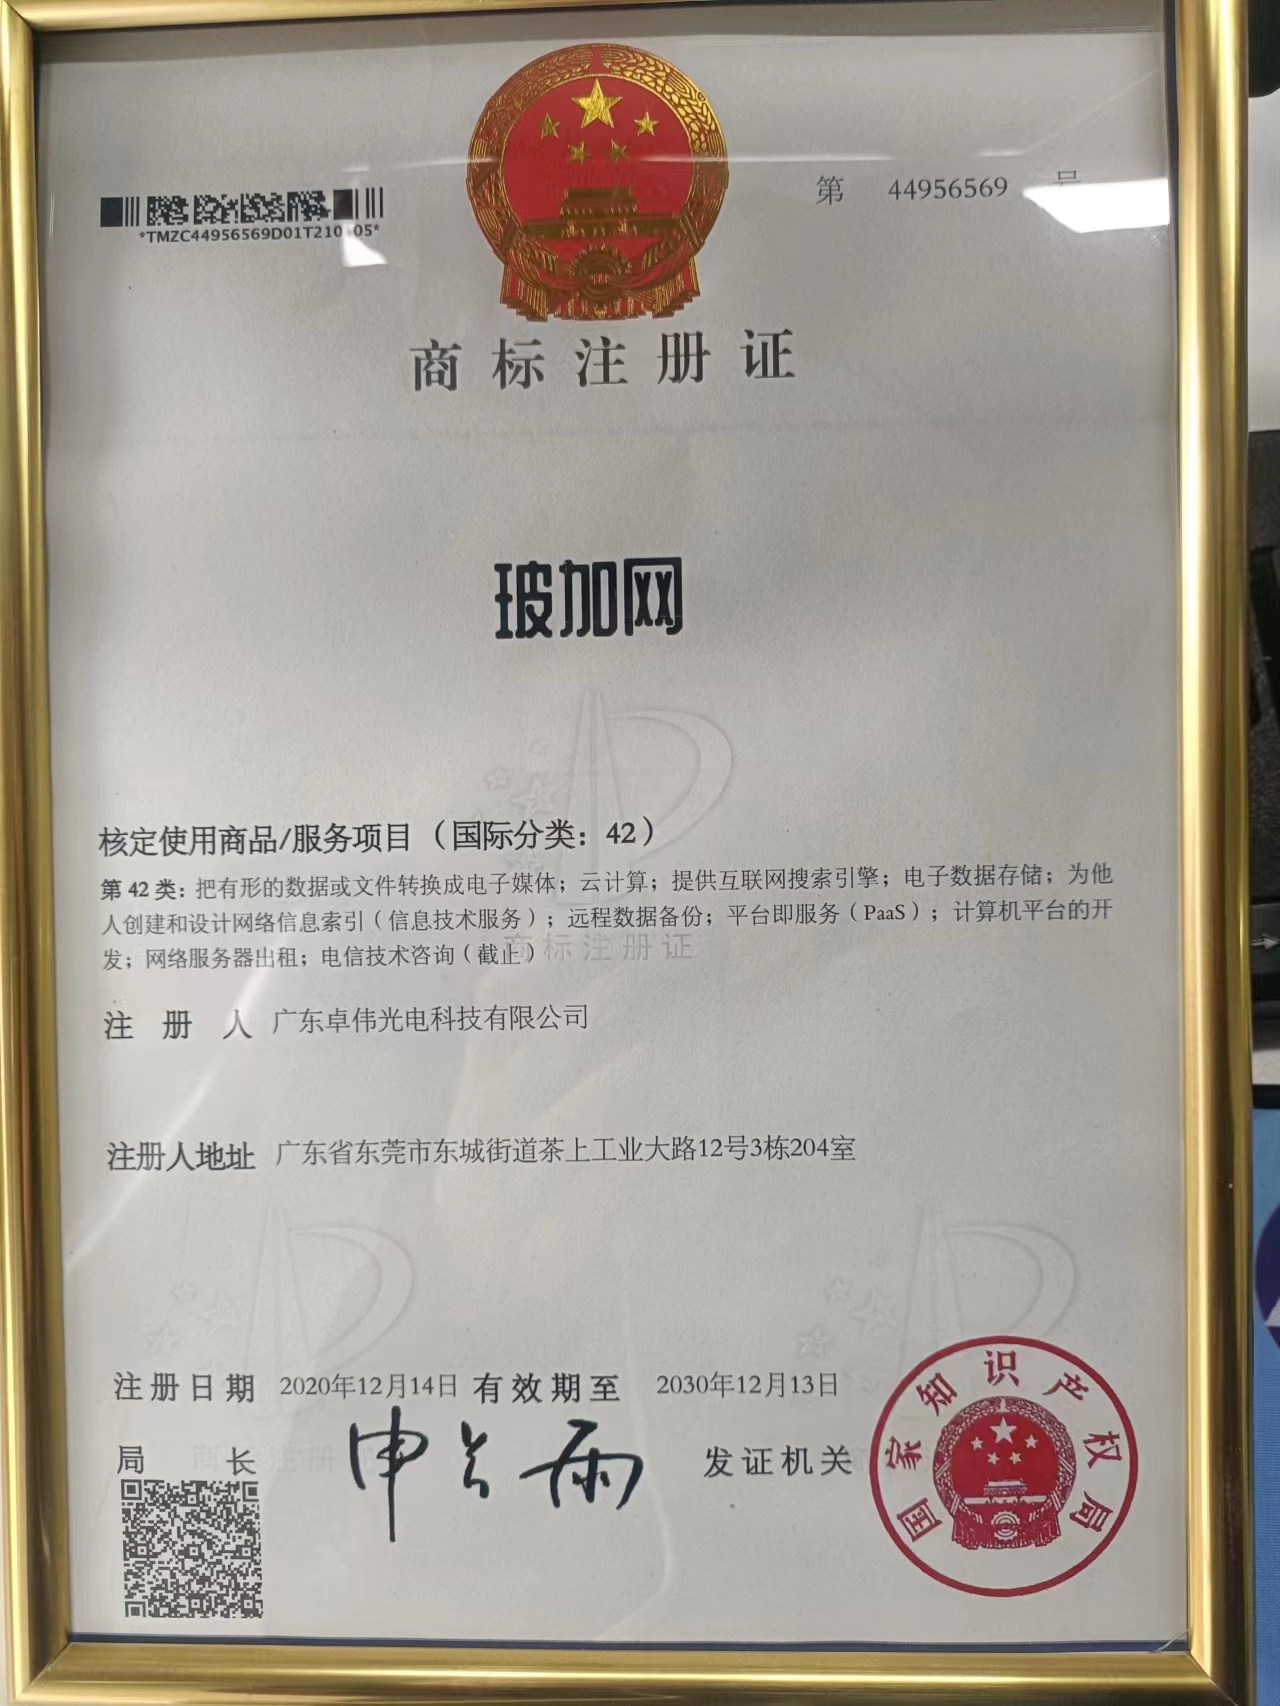 第 44956569 号
*TMZC44956569D01T210 05*
商标注册证
玻加网
核定使用商品/服务项目（国际分类：42）
第 42 类：把有形的数据或文件转换成电子媒体；云计算；提供互联网搜索引擎；电子数据存储；为他
人创建和设计网络信息索引（信息技术服务）；远程数据备份；平台即服务（PaaS）；计算机平台的开
发；网络服务器出租；电信技术咨询（截止）
商标注册证
注册人 广东卓伟光电科技有限公司
注册人地址 广东省东莞市东城街道茶上工业大路12号3栋204室
注册日期 2020年12月14日 有效期至 2030年12月13日
局长 申长雨 发证机关
国家知识产权局